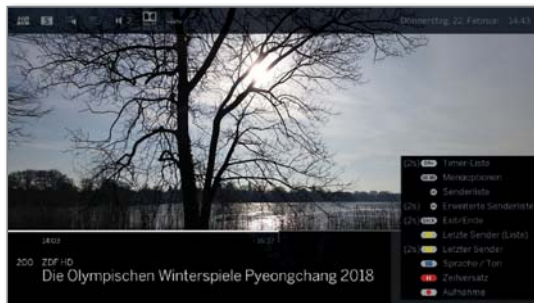 Donnerstag, 22. Februar 14:43
(2s) Timer-Liste
MENU Menüoptionen
Senderliste
(2s) Erweiterte Senderliste
(2s) Exit/Ende
Letzte Sender (Liste)
(2s) Letzter Sender
Sprache / Ton
Zeitversatz
Aufnahme
14:03
200 ZDF HD
Die Olympischen Winterspiele Pyeongchang 2018